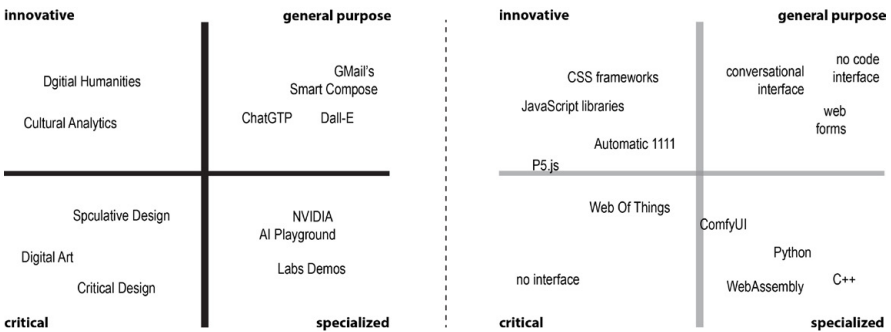 innovative
general purpose
Dgitial Humanities
Cultural Analytics
GMail's
Smart Compose
ChatGTP
Dall-E
Spculative Design
Digital Art
Critical Design
NVIDIA
AI Playground
Labs Demos
critical
specialized
innovative
general purpose
CSS frameworks
JavaScript libraries
Automatic 1111
P5.js
conversational
interface
no code
interface
web
forms
Web Of Things
no interface
ComfyUI
Python
WebAssembly
C++
critical
specialized